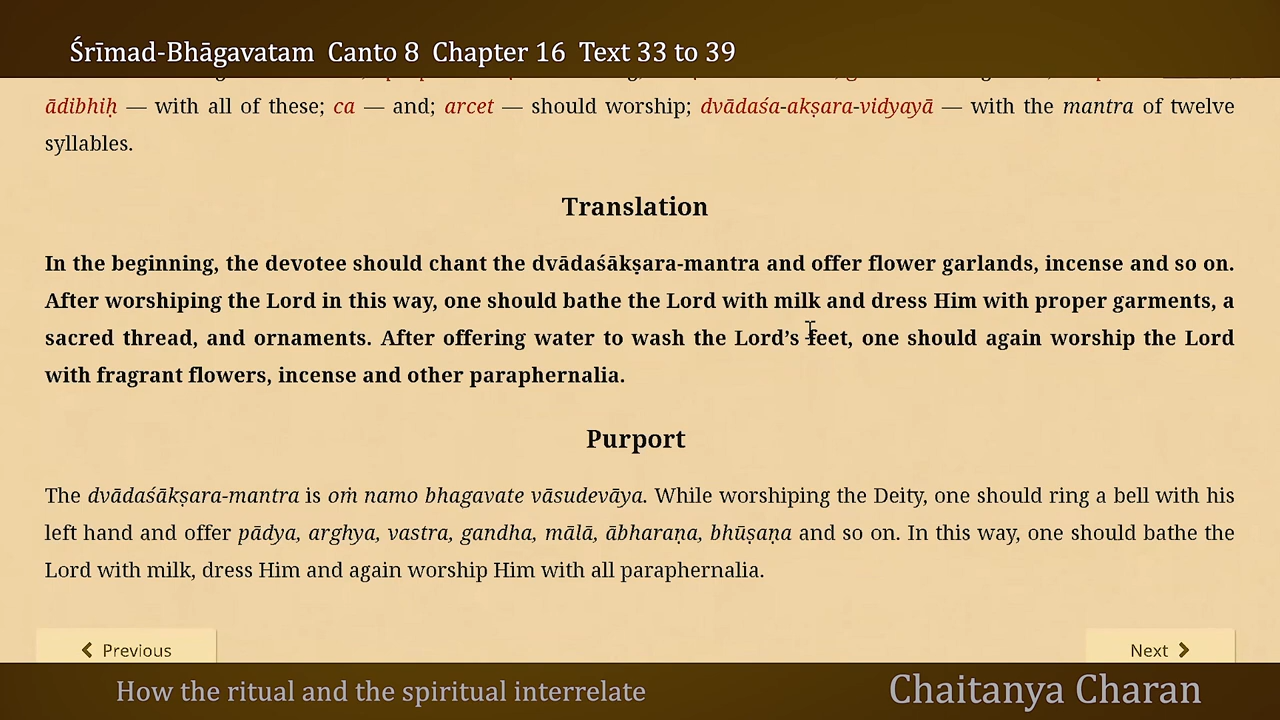 Śrīmad-Bhāgavatam Canto 8 Chapter 16 Text 33 to 39
ādibhiḥ — with all of these; ca — and; arcet — should worship; dvādaśa-akṣara-vidyayā — with the mantra of twelve
syllables.
Translation
In the beginning, the devotee should chant the dvādaśākṣara-mantra and offer flower garlands, incense and so on.
After worshiping the Lord in this way, one should bathe the Lord with milk and dress Him with proper garments, a
sacred thread, and ornaments. After offering water to wash the Lord’s feet, one should again worship the Lord
with fragrant flowers, incense and other paraphernalia.
Purport
The dvādaśākṣara-mantra is oṁ namo bhagavate vāsudevāya. While worshiping the Deity, one should ring a bell with his
left hand and offer pādya, arghya, vastra, gandha, mālā, ābharaṇa, bhūṣaṇa and so on. In this way, one should bathe the
Lord with milk, dress Him and again worship Him with all paraphernalia.
Previous
Next
How the ritual and the spiritual interrelate
Chaitanya Charan